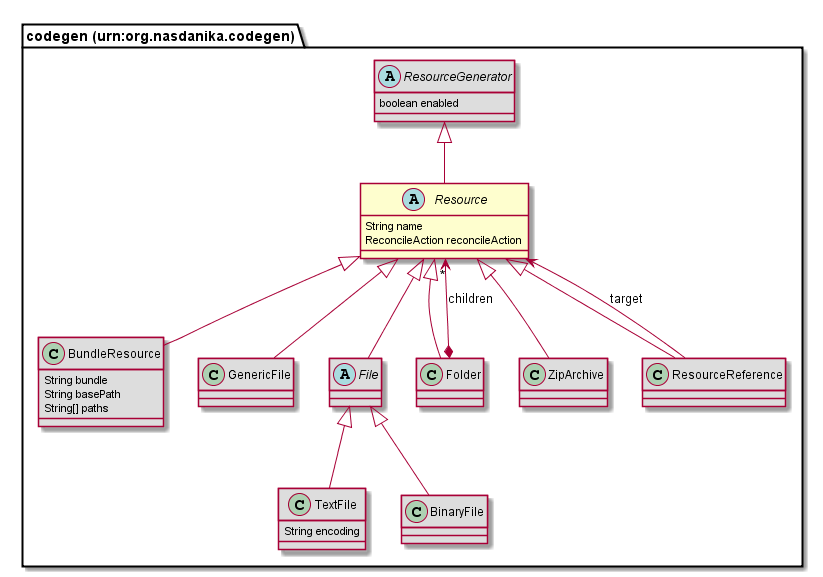 codegen (urn:org.nasdanika.codegen)
A ResourceGenerator
boolean enabled
A Resource
String name
ReconcileAction reconcileAction
*
children
target
C BundleResource
String bundle
String basePath
String[] paths
C GenericFile
A File
C Folder
C ZipArchive
C ResourceReference
C TextFile
String encoding
C BinaryFile